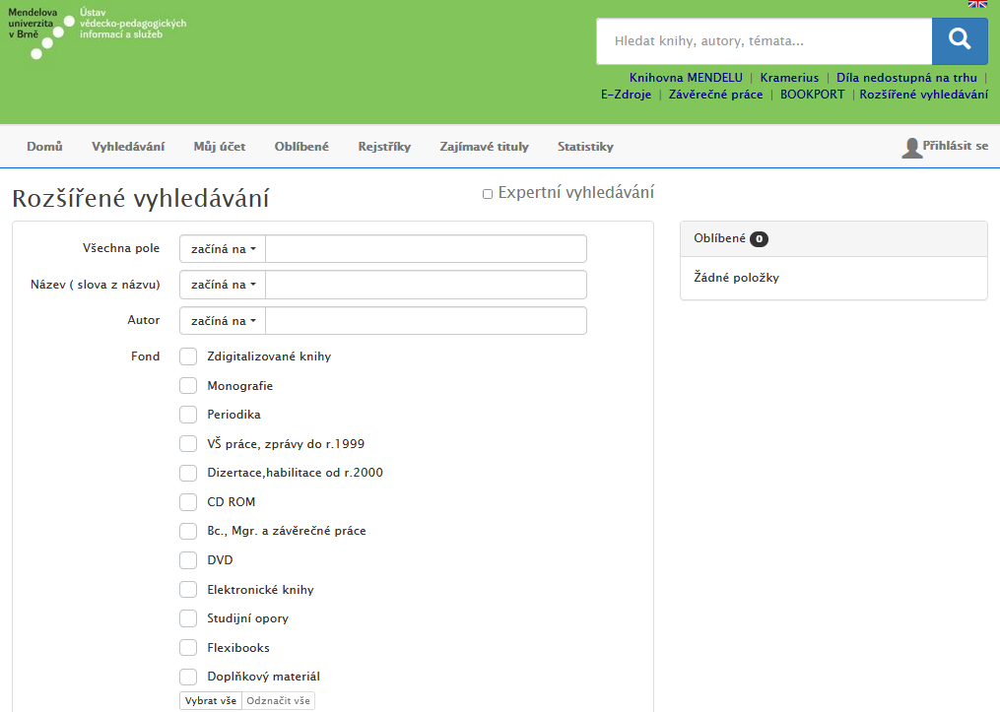 Mendelova
univerzita
v Brně
Ústav
vědecko-pedagogických
informací a služeb
Hledat knihy, autory, témata...
Knihovna MENDELU | Kramerius | Díla nedostupná na trhu |
E-Zdroje | Závěrečné práce | BOOKPORT | Rozšířené vyhledávání
Domů Vyhledávání Můj účet Oblíbené Rejstříky Zajímavé tituly Statistiky Přihlásit se
Rozšířené vyhledávání
Expertní vyhledávání
Všechna pole začíná na
Název ( slova z názvu) začíná na
Autor začíná na
Fond Zdigitalizované knihy
Monografie
Periodika
VŠ práce, zprávy do r.1999
Dizertace,habilitace od r.2000
CD ROM
Bc., Mgr. a závěrečné práce
DVD
Elektronické knihy
Studijní opory
Flexibooks
Doplňkový materiál
Vybrat vše Odznačit vše
Oblíbené 0
Žádné položky